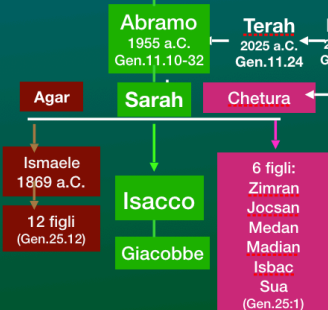 Abramo
1955 a.C.
Gen.11.10-32
Terah
2025 a.C.
Gen.11.24
Agar
Sarah
Chetura
Ismaele
1869 a.C.
12 figli
(Gen.25.12)
Isacco
Giacobbe
6 figli:
Zimran
Jocsan
Medan
Madian
Isbac
Sua
(Gen.25:1)